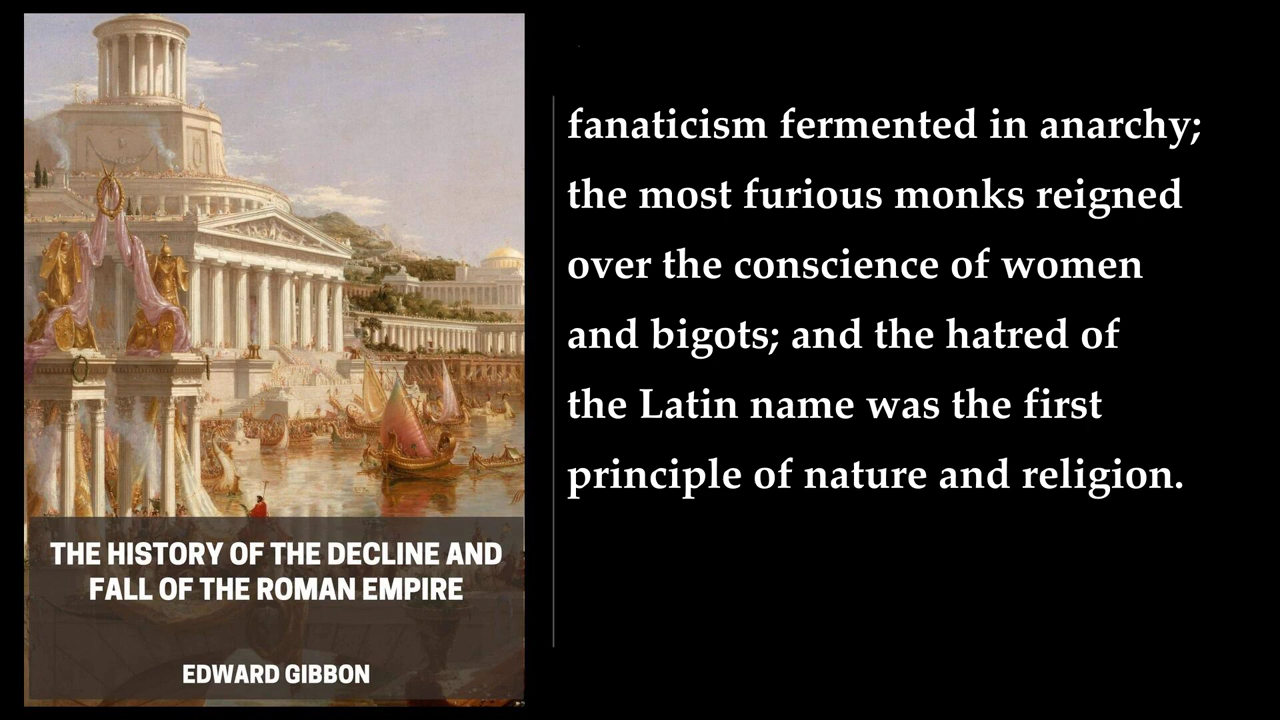 THE HISTORY OF THE DECLINE AND
FALL OF THE ROMAN EMPIRE
EDWARD GIBBON
fanaticism fermented in anarchy;
the most furious monks reigned
over the conscience of women
and bigots; and the hatred of
the Latin name was the first
principle of nature and religion.